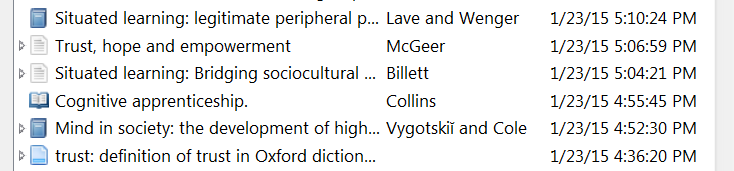 Situated learning: legitimate peripheral p... Lave and Wenger 1/23/15 5:10:24 PM
Trust, hope and empowerment McGeer 1/23/15 5:06:59 PM
Situated learning: Bridging sociocultural ... Billett 1/23/15 5:04:21 PM
Cognitive apprenticeship. Collins 1/23/15 4:55:45 PM
Mind in society: the development of high... Vygotskiĭ and Cole 1/23/15 4:52:30 PM
trust: definition of trust in Oxford diction... 1/23/15 4:36:20 PM